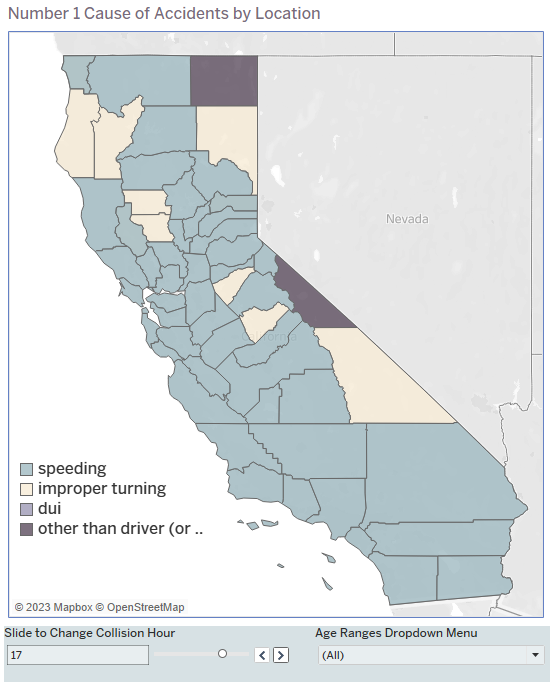 Number 1 Cause of Accidents by Location
Nevada
speeding
improper turning
dui
other than driver (or ..
© 2023 Mapbox © OpenStreetMap
Slide to Change Collision Hour
Age Ranges Dropdown Menu
17
(All)